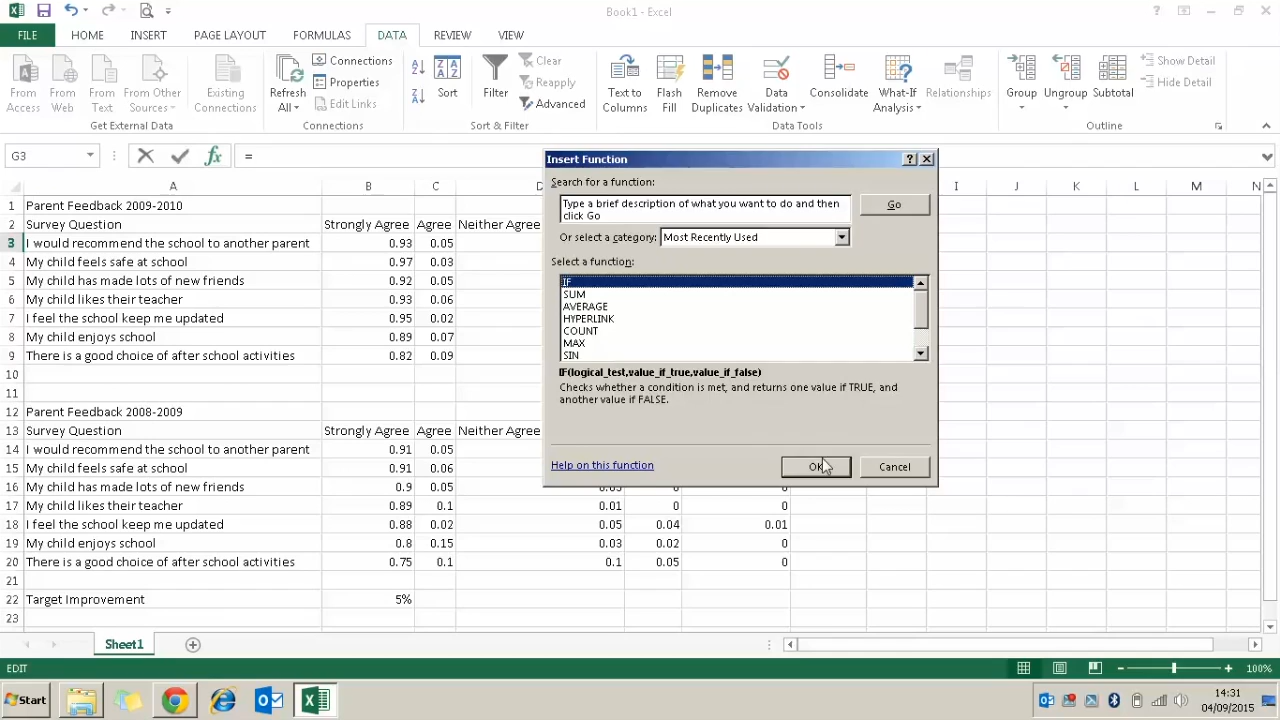 Book1 - Excel
FILE HOME INSERT PAGE LAYOUT FORMULAS DATA REVIEW VIEW
From Access
From Web
From Text
From Other Sources
Existing Connections
Get External Data
Refresh All
Connections
Properties
Edit Links
Connections
Sort
Filter
Clear
Reapply
Advanced
Sort & Filter
Text to Columns
Flash Fill
Remove Duplicates
Data Validation
Consolidate
What-If Analysis
Relationships
Data Tools
Group
Ungroup
Subtotal
Show Detail
Hide Detail
Outline
G3 fx =
A B C D I J K L M N
1 Parent Feedback 2009-2010
2 Survey Question Strongly Agree Agree Neither Agree
3 I would recommend the school to another parent 0.93 0.05
4 My child feels safe at school 0.97 0.03
5 My child has made lots of new friends 0.92 0.05
6 My child likes their teacher 0.93 0.06
7 I feel the school keep me updated 0.95 0.02
8 My child enjoys school 0.89 0.07
9 There is a good choice of after school activities 0.82 0.09
10
11
12 Parent Feedback 2008-2009
13 Survey Question Strongly Agree Agree Neither Agree
14 I would recommend the school to another parent 0.91 0.05
15 My child feels safe at school 0.91 0.06
16 My child has made lots of new friends 0.9 0.05 0.05 0 0
17 My child likes their teacher 0.89 0.1 0.01 0 0
18 I feel the school keep me updated 0.88 0.02 0.05 0.04 0.01
19 My child enjoys school 0.8 0.15 0.03 0.02 0
20 There is a good choice of after school activities 0.75 0.1 0.1 0.05 0
21
22 Target Improvement 5%
23
Insert Function
Search for a function:
Type a brief description of what you want to do and then
click Go
Go
Or select a category: Most Recently Used
Select a function:
IF
SUM
AVERAGE
HYPERLINK
COUNT
MAX
SIN
IF(logical_test,value_if_true,value_if_false)
Checks whether a condition is met, and returns one value if TRUE, and
another value if FALSE.
Help on this function
OK
Cancel
Sheet1
EDIT
100%
Start
14:31
04/09/2015